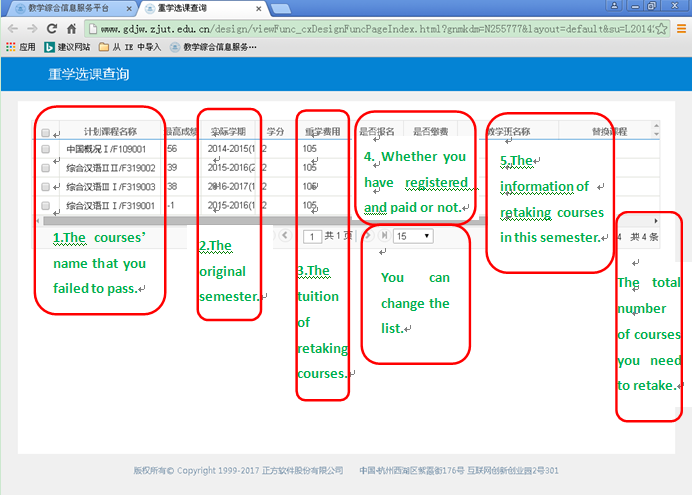 教学综合信息服务平台
重学选课查询
www.gdjw.zjut.edu.cn/design/viewFunc_cxDesignFuncPageIndex.html?gnmkdm=N255777&layout=default&su=L20142
应用 建议网站 从 IE 中导入 教学综合信息服务…
重学选课查询
计划课程名称 最高成绩 实际学期 学分 重学费用 是否报名 是否缴费 教学班名称 替换课程
中国概况 I/F109001 56 2014-2015(1 2 105
综合汉语II II/F319002 39 2015-2016(2 2 105
综合汉语II I/F319003 38 2016-2017(1 2 105
综合汉语II I/F319001 -1 2015-2016(1 2 105
1 共 1 页 15 共 4 条
1.The courses'
name that you
failed to pass.
2.The
original
semester.
3.The
tuition
of
retaking
courses.
4. Whether you
have registered
and paid or not.
You can
change the
list.
5.The
information of
retaking courses
in this semester.
The total
number
of courses
you need
to retake.
版权所有© Copyright 1999-2017 正方软件股份有限公司 中国·杭州西湖区紫霞街176号 互联网创新创业园2号301